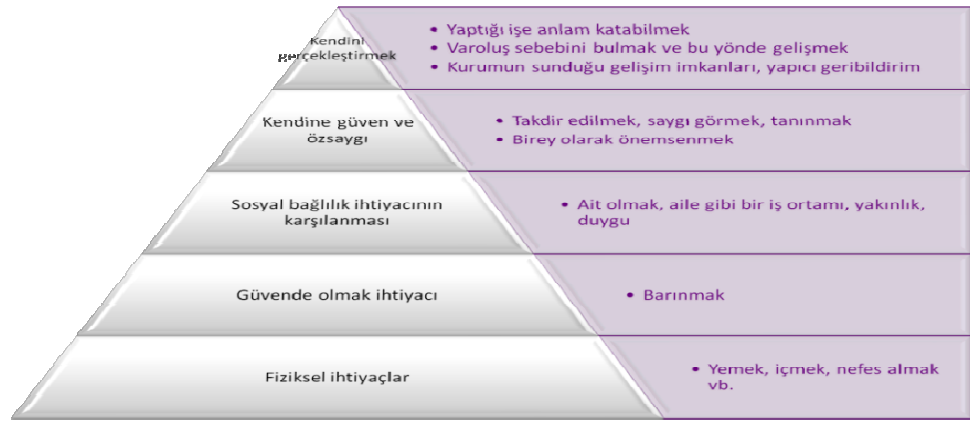 Kendini
gerçekleştirmek
• Yaptığı işe anlam katabilmek
• Varoluş sebebini bulmak ve bu yönde gelişmek
• Kurumun sunduğu gelişim imkanları, yapıcı geribildirim
Kendine güven ve
özsaygı
• Takdir edilmek, saygı görmek, tanınmak
• Birey olarak önemsenmek
Sosyal bağlılık ihtiyacının
karşılanması
• Ait olmak, aile gibi bir iş ortamı, yakınlık,
duygu
Güvende olmak ihtiyacı
• Barınmak
Fiziksel ihtiyaçlar
• Yemek, içmek, nefes almak
vb.